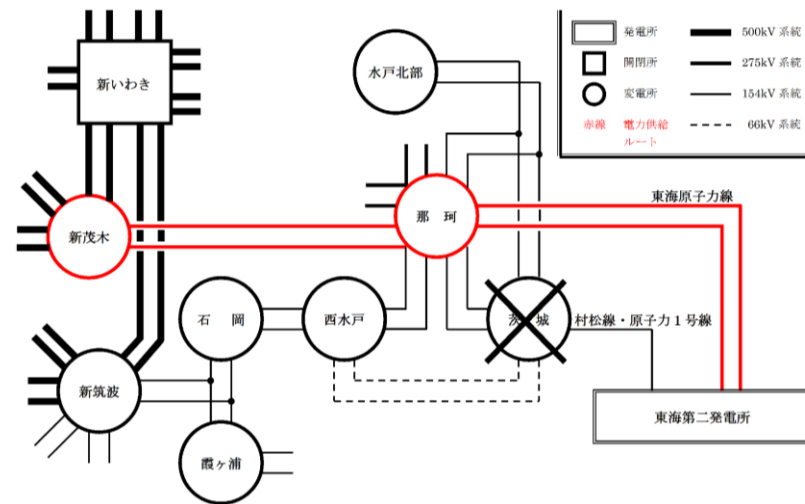 新いわき
水戸北部
発電所
500kV 系統
開閉所
275kV 系統
変電所
154kV 系統
赤線
電力供給
ルート
66kV 系統
新茂木
那 珂
東海原子力線
石 岡
西水戸
茨 城
村松線・原子力1号線
新筑波
東海第二発電所
霞ヶ浦